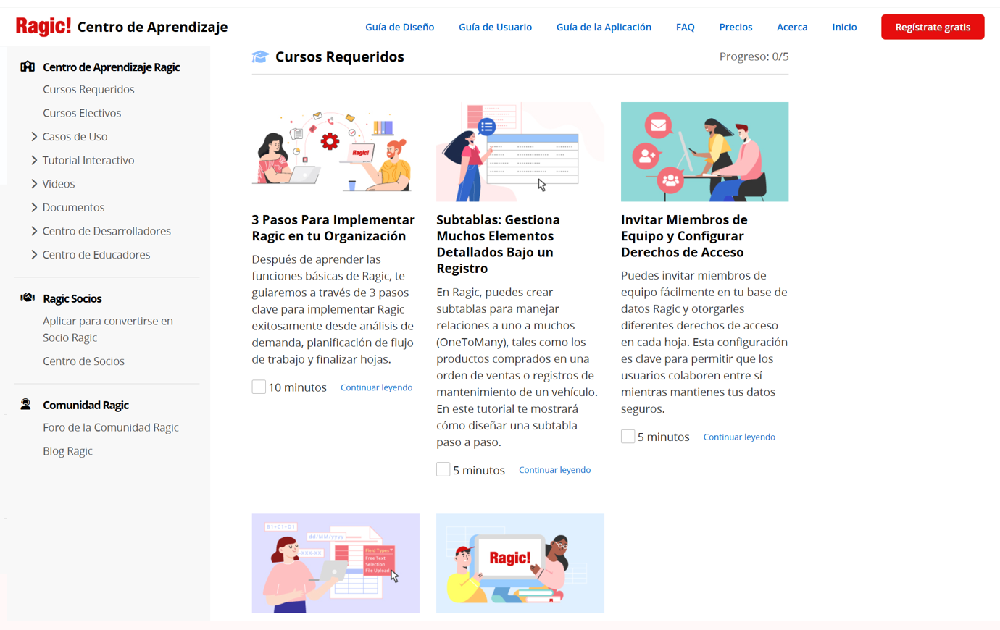 Ragic! Centro de Aprendizaje
Guía de Diseño
Guía de Usuario
Guía de la Aplicación
FAQ
Precios
Acerca
Inicio
Regístrate gratis
Centro de Aprendizaje Ragic
Cursos Requeridos
Cursos Electivos
Casos de Uso
Tutorial Interactivo
Videos
Documentos
Centro de Desarrolladores
Centro de Educadores
Ragic Socios
Aplicar para convertirse en
Socio Ragic
Centro de Socios
Comunidad Ragic
Foro de la Comunidad Ragic
Blog Ragic
Cursos Requeridos
Progreso: 0/5
Ragic!
3 Pasos Para Implementar
Ragic en tu Organización
Después de aprender las
funciones básicas de Ragic, te
guiaremos a través de 3 pasos
clave para implementar Ragic
exitosamente desde análisis de
demanda, planificación de flujo
de trabajo y finalizar hojas.
10 minutos
Continuar leyendo
Subtablas: Gestiona
Muchos Elementos
Detallados Bajo un
Registro
En Ragic, puedes crear
subtablas para manejar
relaciones a uno a muchos
(OneToMany), tales como los
productos comprados en una
orden de ventas o registros de
mantenimiento de un vehículo.
En este tutorial te mostrará
cómo diseñar una subtabla
paso a paso.
5 minutos
Continuar leyendo
Invitar Miembros de
Equipo y Configurar
Derechos de Acceso
Puedes invitar miembros de
equipo fácilmente en tu base de
datos Ragic y otorgarles
diferentes derechos de acceso
en cada hoja. Esta configuración
es clave para permitir que los
usuarios colaboren entre sí
mientras mantienes tus datos
seguros.
5 minutos
Continuar leyendo
B1+C1+D1
dd/MM/yyyy
XXX-XX
Field Types
Free Text
Selection
File Upload
Ragic!